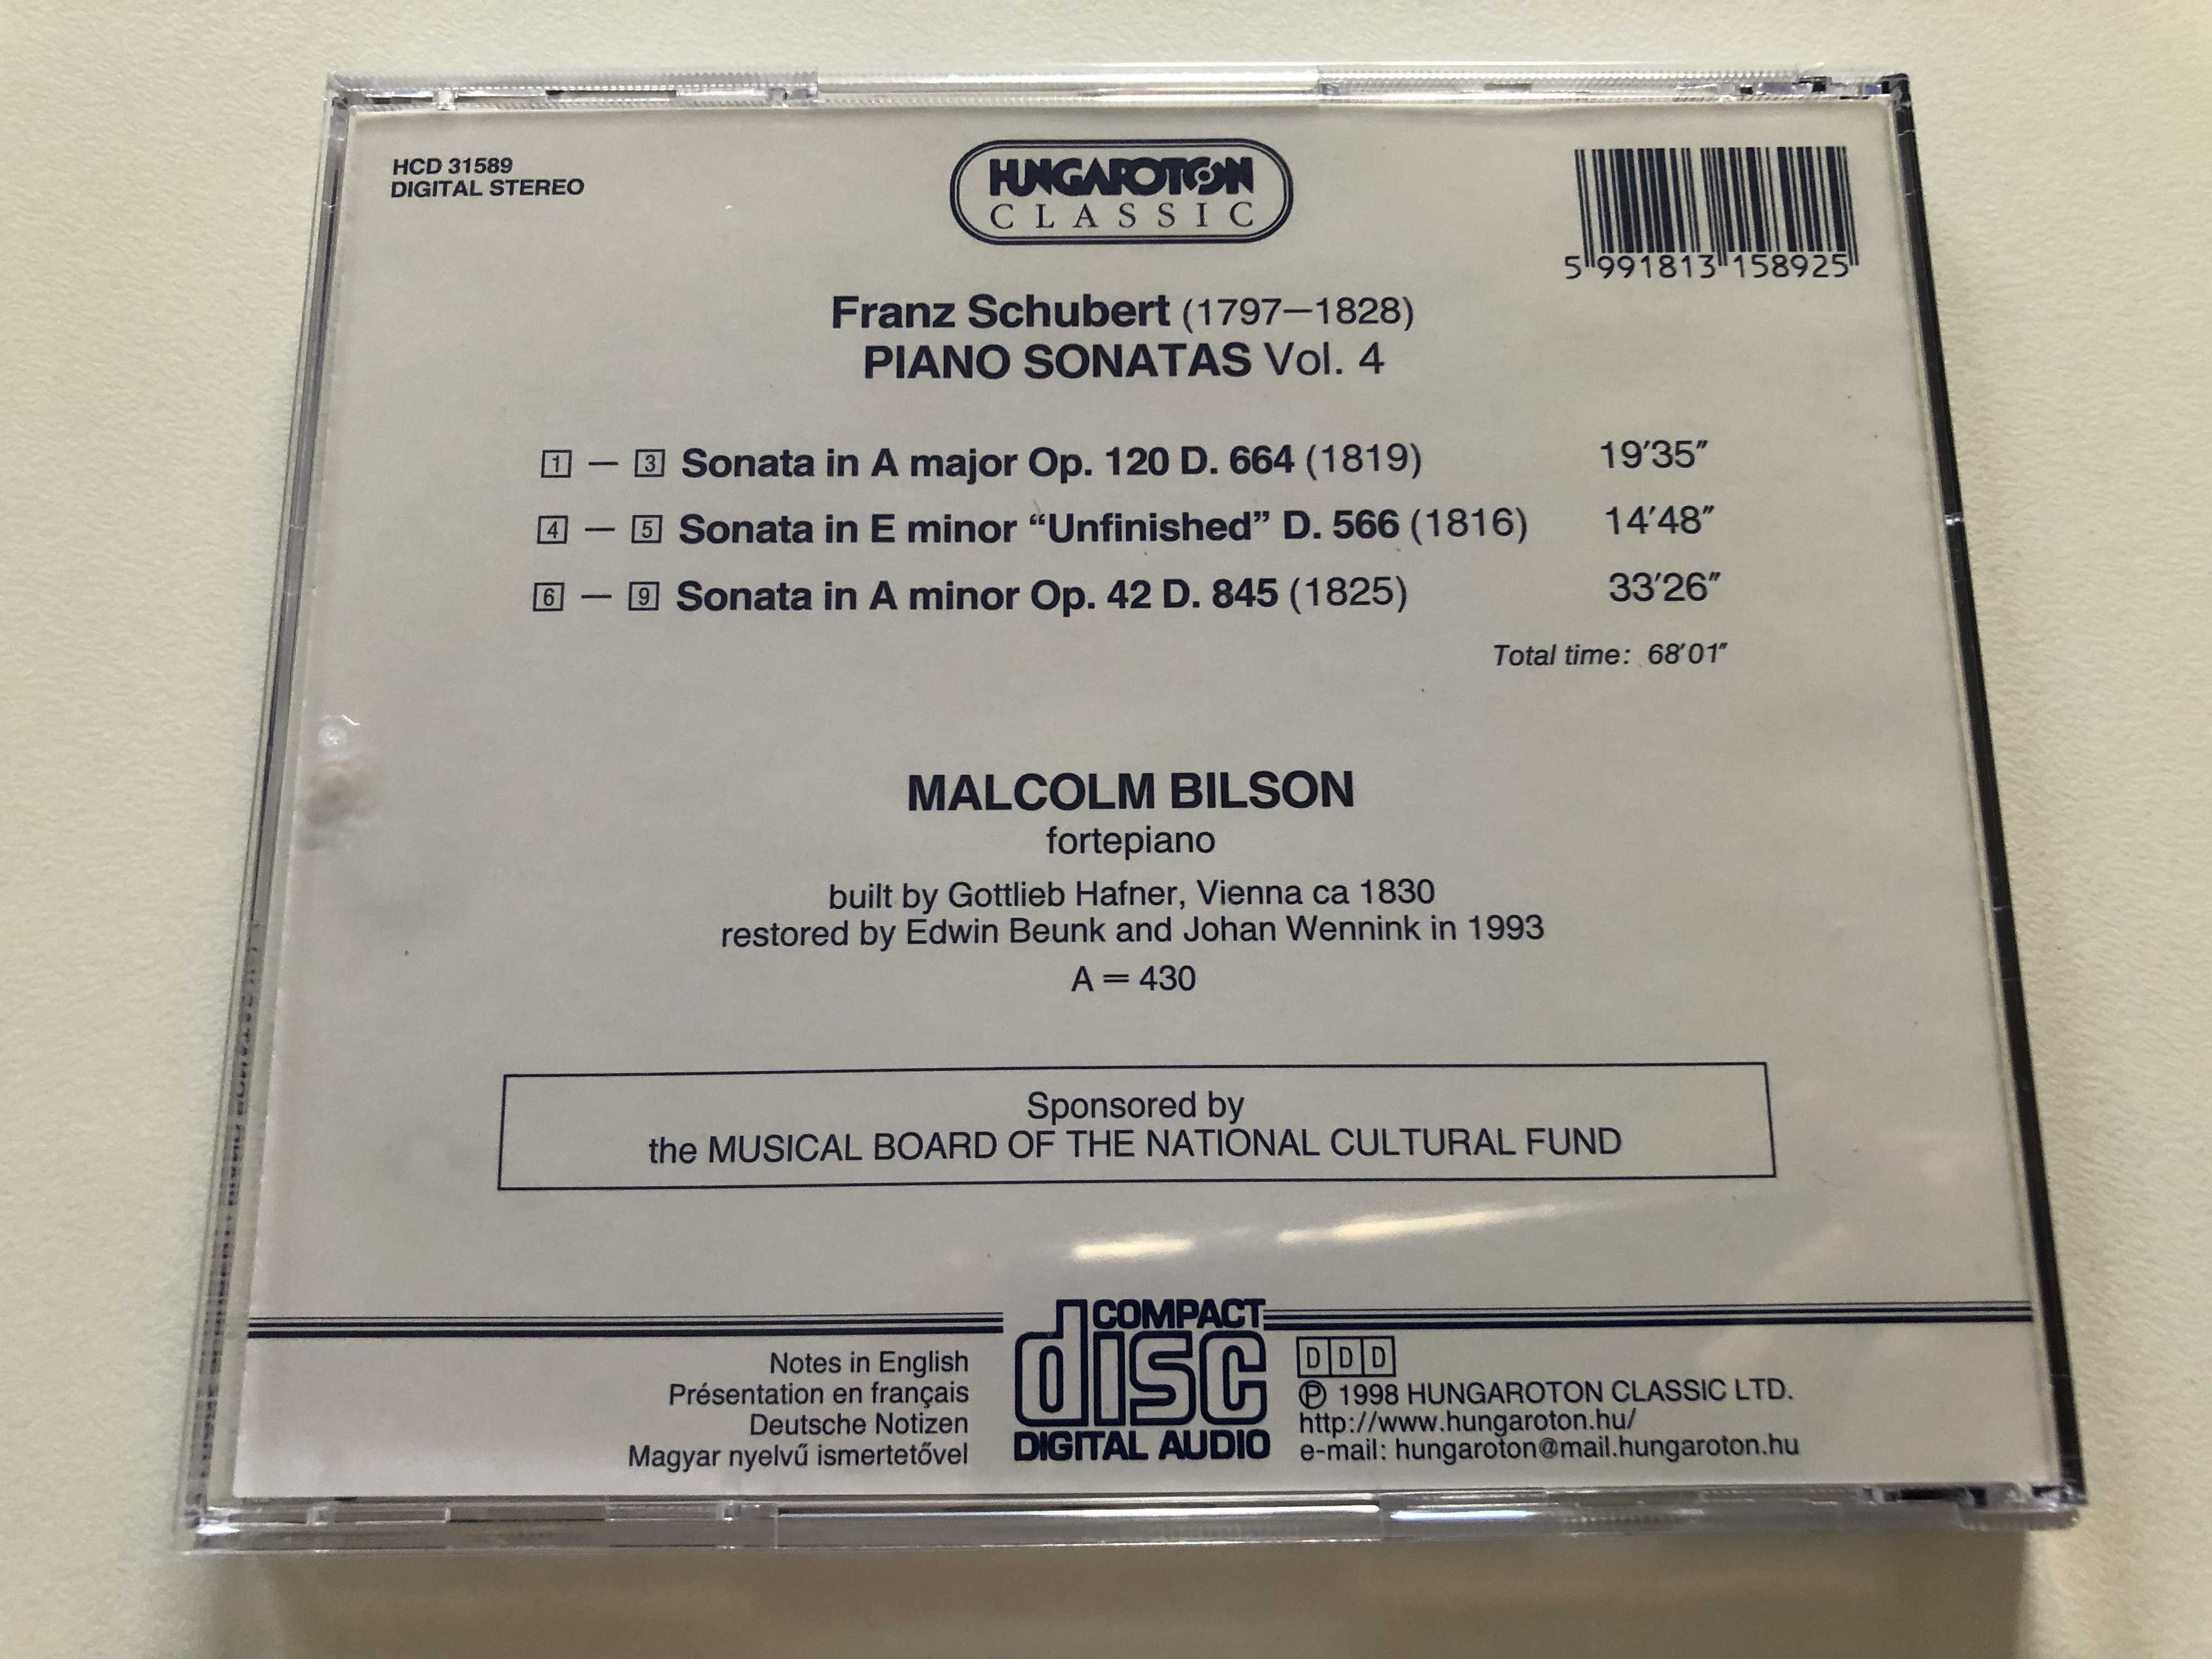 HCD 31589
DIGITAL STEREO
HUNGAROTON
CLASSIC
5 991813 158925
Franz Schubert (1797–1828)
PIANO SONATAS Vol. 4
1 – 3 Sonata in A major Op. 120 D. 664 (1819) 19’35”
4 – 5 Sonata in E minor “Unfinished” D. 566 (1816) 14’48”
6 – 9 Sonata in A minor Op. 42 D. 845 (1825) 33’26”
Total time: 68’01”
MALCOLM BILSON
fortepiano
built by Gottlieb Hafner, Vienna ca 1830
restored by Edwin Beunk and Johan Wennink in 1993
A = 430
Sponsored by
the MUSICAL BOARD OF THE NATIONAL CULTURAL FUND
Notes in English
Présentation en français
Deutsche Notizen
Magyar nyelvű ismertetővel
COMPACT
disc
DIGITAL AUDIO
DDD
Ⓟ 1998 HUNGAROTON CLASSIC LTD.
http://www.hungaroton.hu/
e-mail: hungaroton@mail.hungaroton.hu